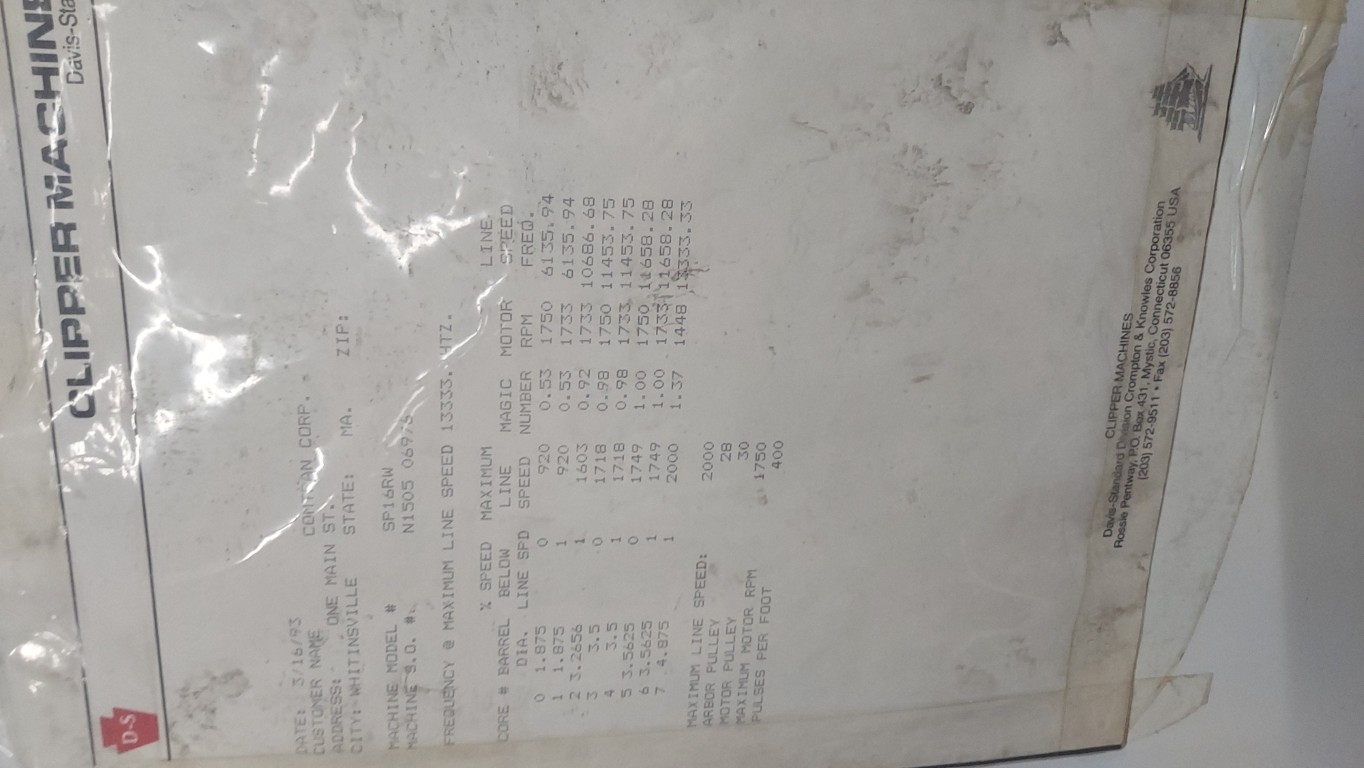 D-S
CLIPPER MACHINE
Davis-Sta
DATE: 3/16/93
CUSTOMER NAME COMPTAN CORP.
ADDRESS: ONE MAIN ST.
CITY: WHITINSVILLE STATE: MA. ZIP:
MACHINE MODEL # SP16RW
MACHINE S.O. #. N1505
FREQUENCY @ MAXIMUM LINE SPEED 13333. HTZ.
CORE # BARREL % SPEED MAXIMUM MAGIC MOTOR LINE
DIA. BELOW LINE NUMBER RPM SPEED
LINE SPD SPEED FREQ.
0 1.875 0 920 0.53 1750 6135.94
1 1.875 1 920 0.53 1733 6135.94
2 3.2656 1 1603 0.92 1733 10686.68
3 3.5 0 1718 0.98 1750 11453.75
4 3.5 1 1718 0.98 1733 11453.75
5 3.5625 0 1749 1.00 1750 11658.28
6 3.5625 1 1749 1.00 1733 11658.28
7 4.875 1 2000 1.37 1448 13333.33
MAXIMUM LINE SPEED: 2000
ARBOR PULLEY 28
MOTOR PULLEY 30
MAXIMUM MOTOR RPM 1750
PULSES PER FOOT 400
CLIPPER MACHINES
Davis-Standard Division Crompton & Knowles Corporation
Rossie Pentway, P.O. Box 431, Mystic, Connecticut 06355 USA
(203) 572-9511 • Fax (203) 572-8856